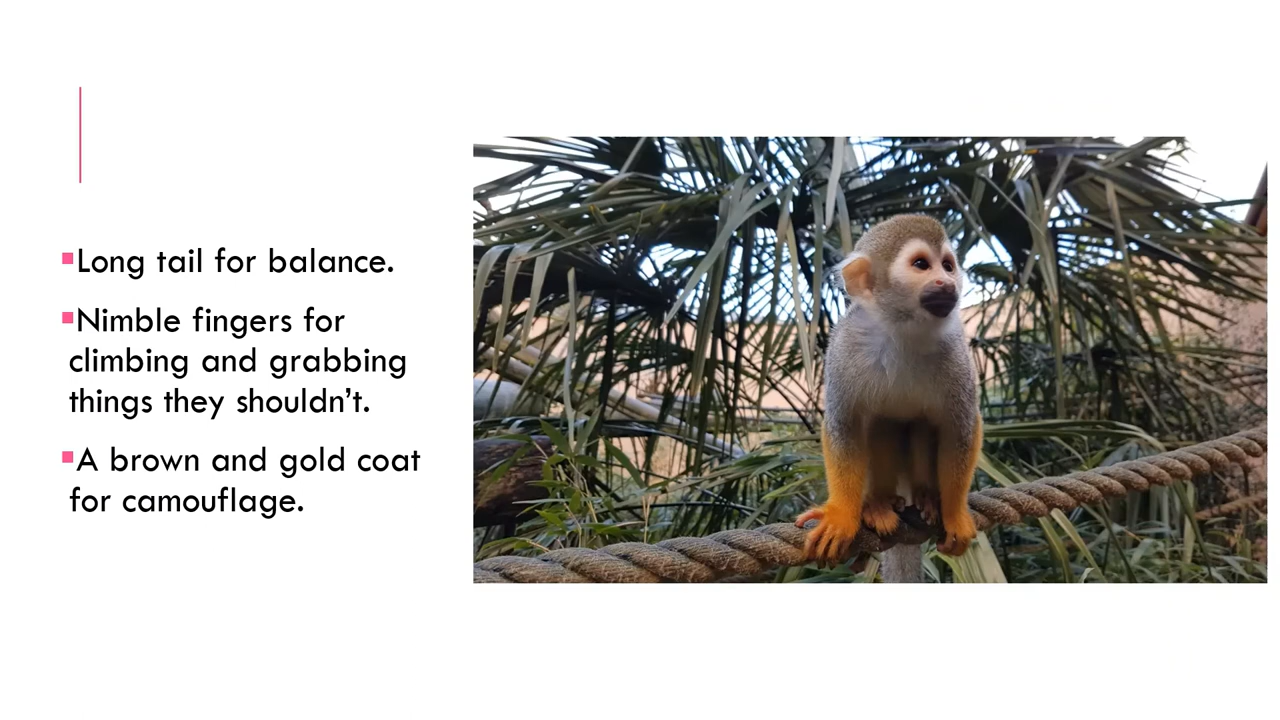 ▪Long tail for balance.
▪Nimble fingers for
climbing and grabbing
things they shouldn’t.
▪A brown and gold coat
for camouflage.